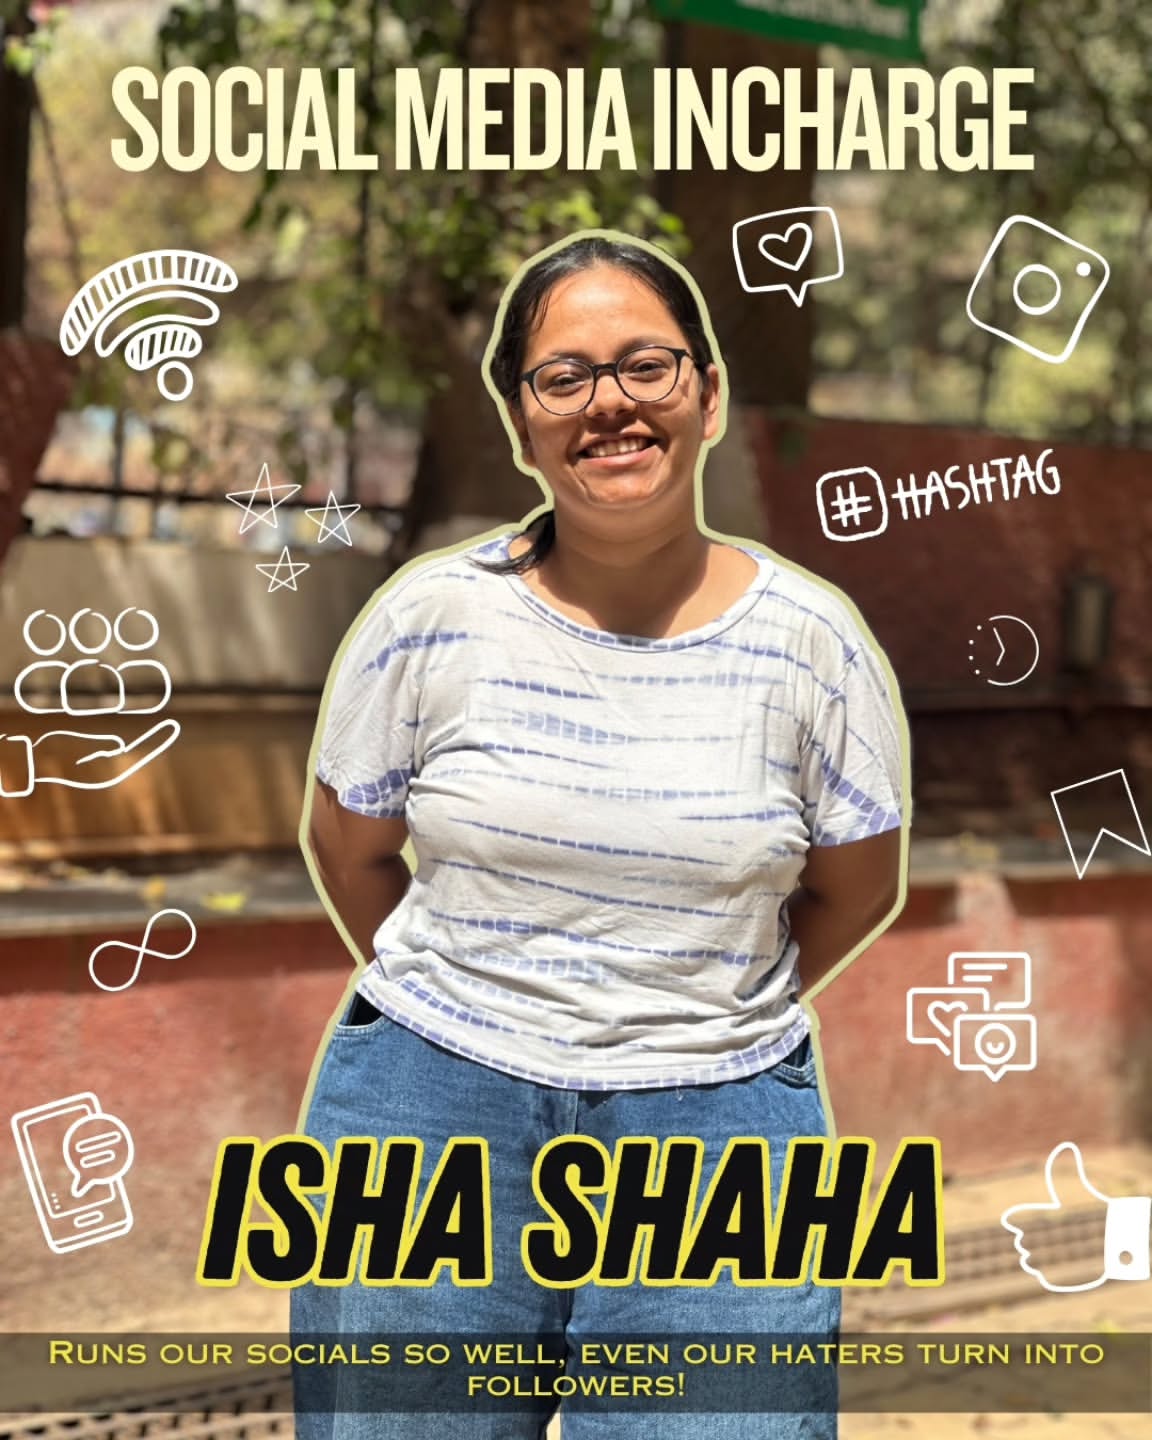 SOCIAL MEDIA INCHARGE
# HASHTAG
ISHA SHAHA
RUNS OUR SOCIALS SO WELL, EVEN OUR HATERS TURN INTO
FOLLOWERS!